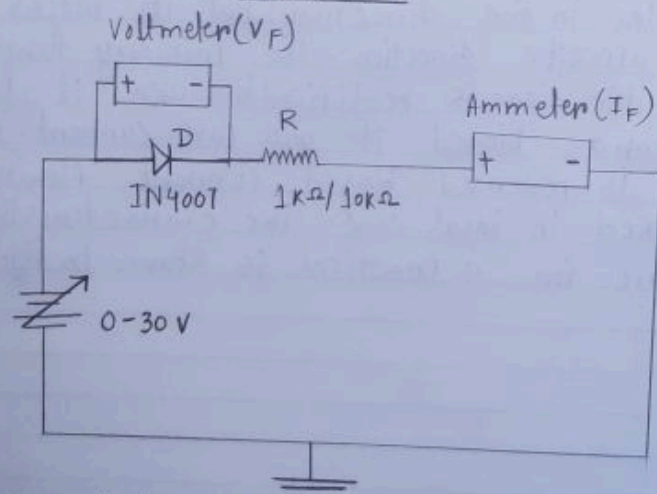 Voltmeter(VF)
+ -
D
R
Ammeter(IF)
+ -
IN4007
1KΩ/10KΩ
0-30 V